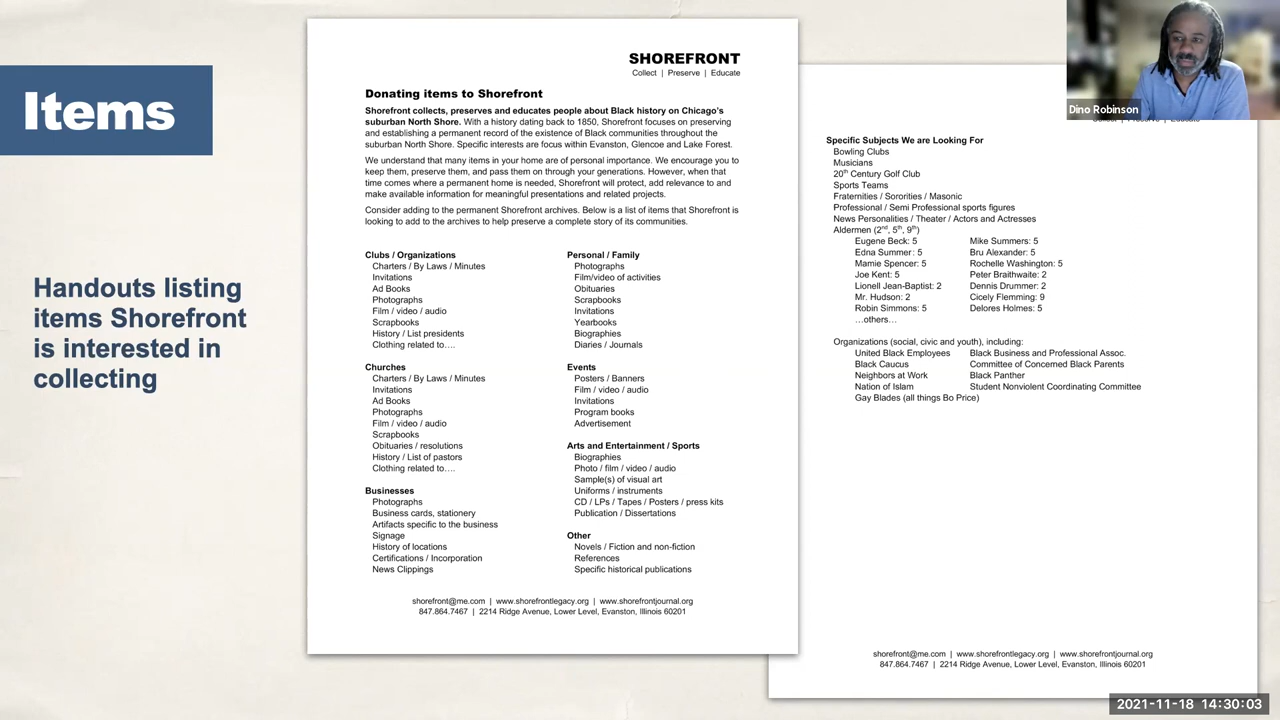 Items
Handouts listing
items Shorefront
is interested in
collecting
SHOREFRONT
Collect | Preserve | Educate
Donating items to Shorefront
Shorefront collects, preserves and educates people about Black history on Chicago's
suburban North Shore. With a history dating back to 1850, Shorefront focuses on preserving
and establishing a permanent record of the existence of Black communities throughout the
suburban North Shore. Specific interests are focus within Evanston, Glencoe and Lake Forest.
We understand that many items in your home are of personal importance. We encourage you to
keep them, preserve them, and pass them on through your generations. However, when that
time comes where a permanent home is needed, Shorefront will protect, add relevance to and
make available information for meaningful presentations and related projects.
Consider adding to the permanent Shorefront archives. Below is a list of items that Shorefront is
looking to add to the archives to help preserve a complete story of its communities.
Clubs / Organizations
Charters / By Laws / Minutes
Invitations
Ad Books
Photographs
Film / video / audio
Scrapbooks
History / List presidents
Clothing related to….
Churches
Charters / By Laws / Minutes
Invitations
Ad Books
Photographs
Film / video / audio
Scrapbooks
Obituaries / resolutions
History / List of pastors
Clothing related to….
Businesses
Photographs
Business cards, stationery
Artifacts specific to the business
Signage
History of locations
Certifications / Incorporation
News Clippings
Personal / Family
Photographs
Film/video of activities
Obituaries
Scrapbooks
Invitations
Yearbooks
Biographies
Diaries / Journals
Events
Posters / Banners
Film / video / audio
Invitations
Program books
Advertisement
Arts and Entertainment / Sports
Biographies
Photo / film / video / audio
Sample(s) of visual art
Uniforms / instruments
CD / LPs / Tapes / Posters / press kits
Publication / Dissertations
Other
Novels / Fiction and non-fiction
References
Specific historical publications
shorefront@me.com | www.shorefrontlegacy.org | www.shorefrontjournal.org
847.864.7467 | 2214 Ridge Avenue, Lower Level, Evanston, Illinois 60201
Dino Robinson
Specific Subjects We are Looking For
Bowling Clubs
Musicians
20th Century Golf Club
Sports Teams
Fraternities / Sororities / Masonic
Professional / Semi Professional sports figures
News Personalities / Theater / Actors and Actresses
Aldermen (2nd, 5th, 9th)
Eugene Beck: 5 Mike Summers: 5
Edna Summer: 5 Bru Alexander: 5
Mamie Spencer: 5 Rochelle Washington: 5
Joe Kent: 5 Peter Braithwaite: 2
Lionell Jean-Baptist: 2 Dennis Drummer: 2
Mr. Hudson: 2 Cicely Flemming: 9
Robin Simmons: 5 Delores Holmes: 5
…others…
Organizations (social, civic and youth), including:
United Black Employees Black Business and Professional Assoc.
Black Caucus Committee of Concerned Black Parents
Neighbors at Work Black Panther
Nation of Islam Student Nonviolent Coordinating Committee
Gay Blades (all things Bo Price)
shorefront@me.com | www.shorefrontlegacy.org | www.shorefrontjournal.org
847.864.7467 | 2214 Ridge Avenue, Lower Level, Evanston, Illinois 60201
2021-11-18 14:30:03